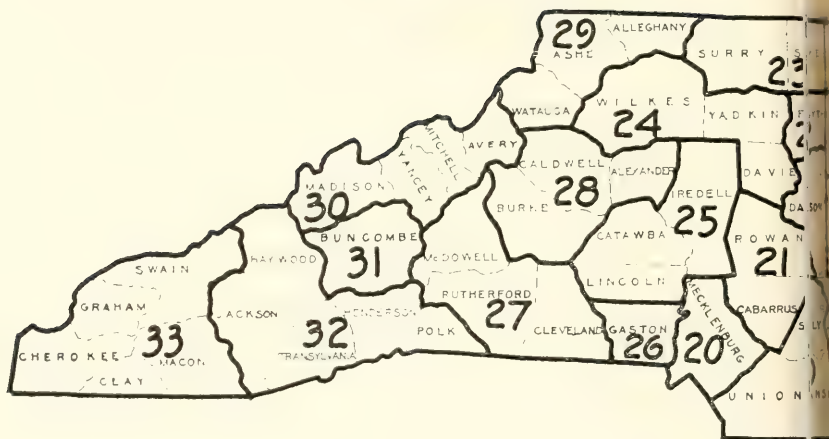 29
ALLEGHANY
ASHE
SURRY
23
WATAUGA
WILKES
24
YADKIN
MITCHELL
AVERY
YANCEY
CALDWELL
ALEXANDER
28
IREDELL
DAVIE
MADISON
30
BURKE
25
BUNCOMBE
31
CATAWBA
ROWAN
21
SWAIN
HAYWOOD
McDOWELL
LINCOLN
MECKLENBURG
GRAHAM
JACKSON
RUTHERFORD
27
CABARRUS
HENDERSON
32
CHEROKEE
33
MACON
TRANSYLVANIA
POLK
CLEVELAND
GASTON
26
20
CLAY
UNION